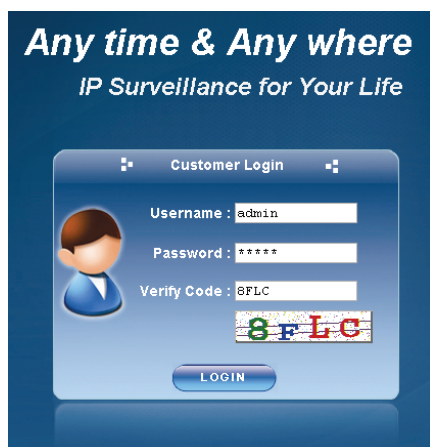 Any time & Any where
IP Surveillance for Your Life
Customer Login
Username : admin
Password : *****
Verify Code : 8FLC
8FLC
LOGIN